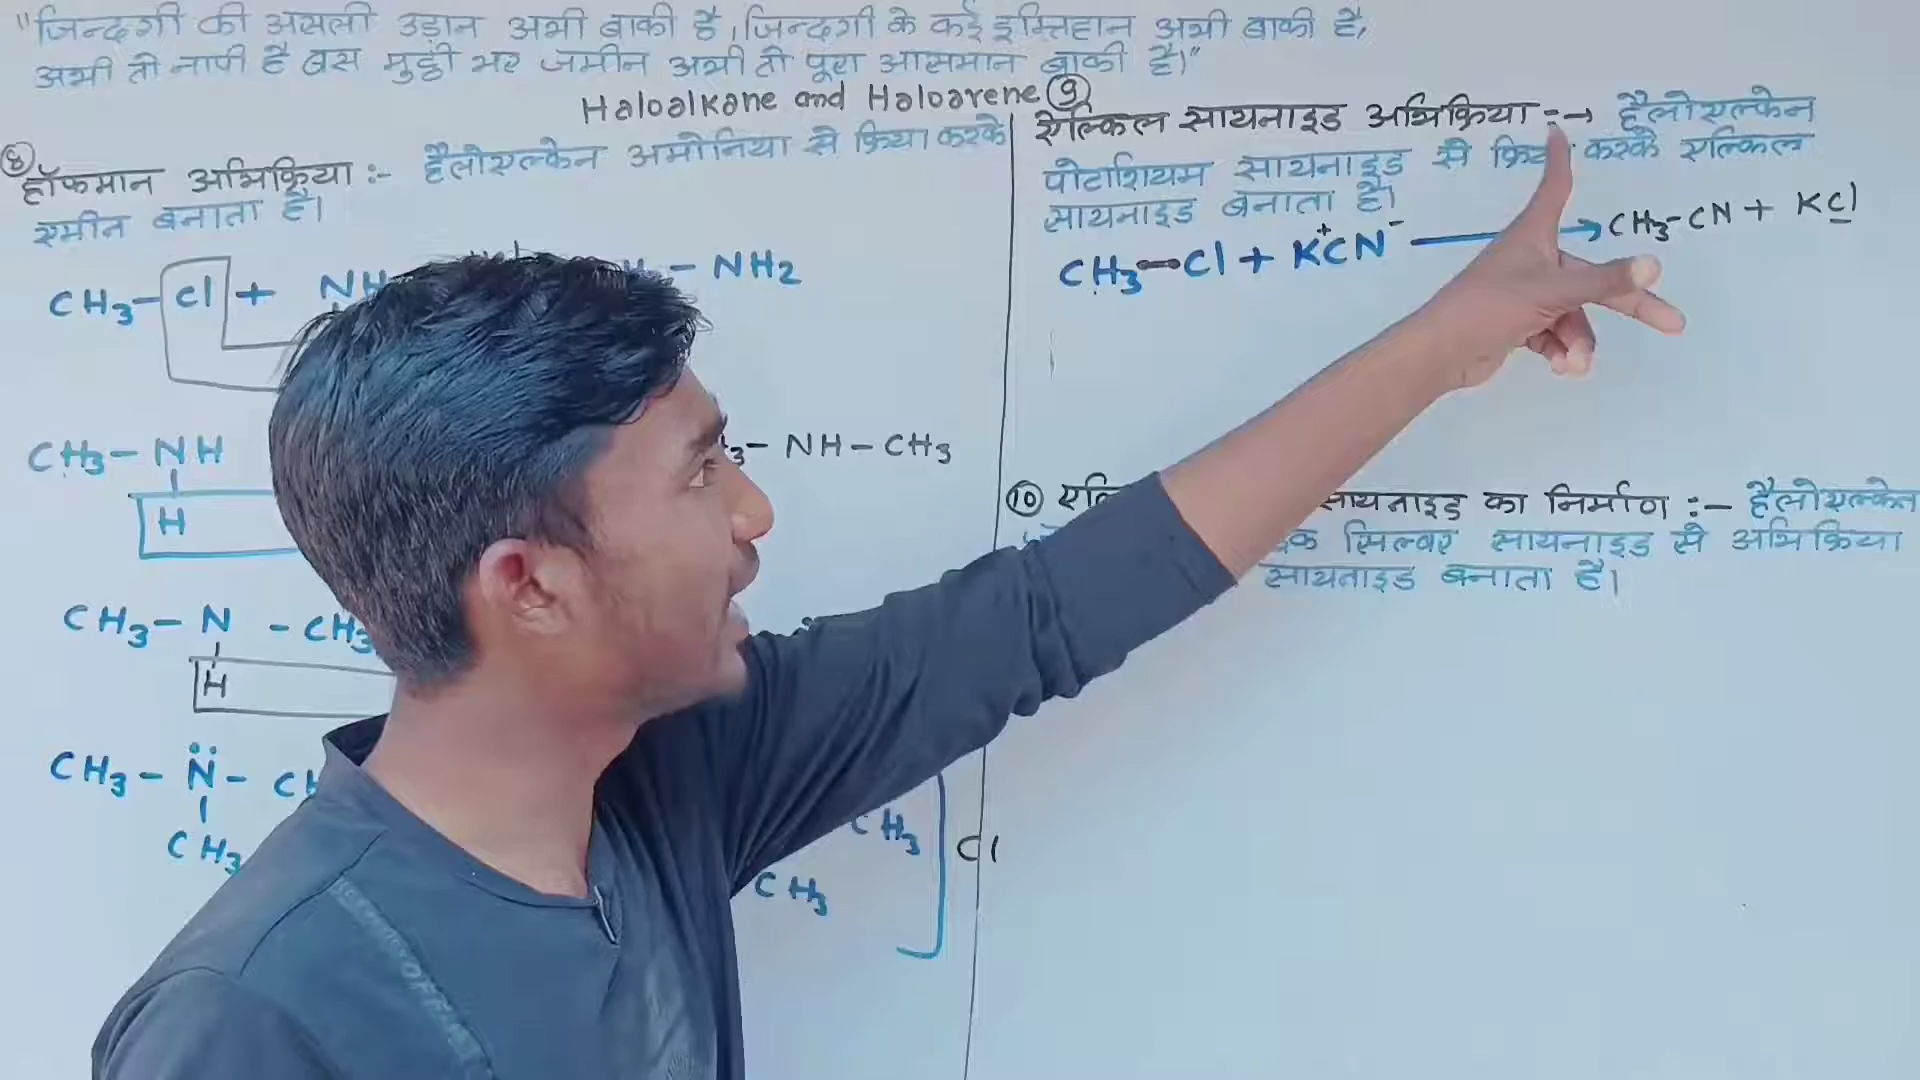 "जिन्दगी की असली उड़ान अभी बाकी है, जिन्दगी के कई इम्तिहान अभी बाकी है,
अभी तो नापी है बस मुट्ठी भर जमीन अभी तो पूरा आसमान बाकी है।"
Haloalkane and Haloarene
⑧ हॉफमान अभिक्रिया :- हैलोएल्केन अमोनिया से क्रिया करके
एमीन बनाता है।
CH3 - Cl + NH - NH2
CH3 - NH 3 - NH - CH3
H
CH3 - N - CH3
H
CH3 - N̈ - CH
CH3
CH3
CH3
Cl
⑨
ऐल्किल सायनाइड अभिक्रिया :→ हैलोएल्केन
पोटाशियम सायनाइड से क्रिया करके एल्किल
सायनाइड बनाता है।
CH3 - Cl + K⁺CN⁻ → CH3 - CN + KCl
⑩ सायनाइड का निर्माण :- हैलोएल्केन
सिल्वर सायनाइड से अभिक्रिया
सायनाइड बनाता है।